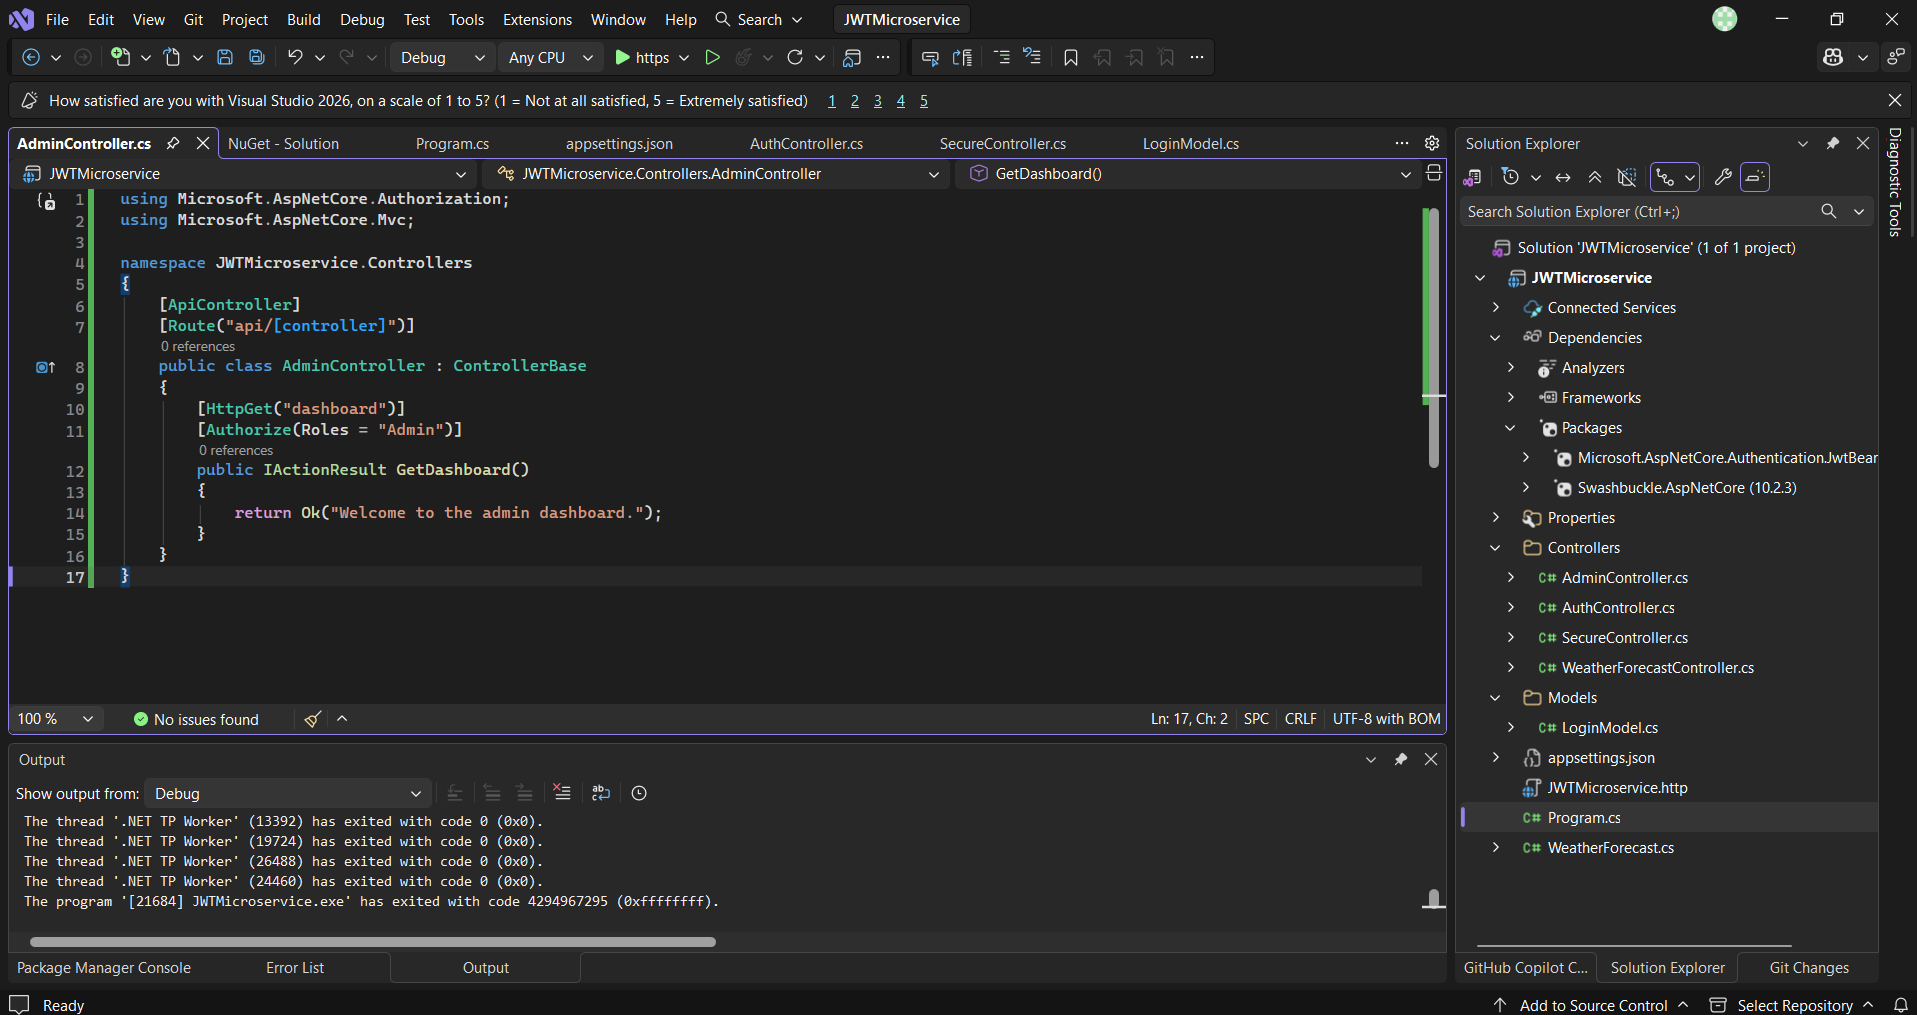 File Edit View Git Project Build Debug Test Tools Extensions Window Help Search JWTMicroservice
Debug Any CPU https
How satisfied are you with Visual Studio 2026, on a scale of 1 to 5? (1 = Not at all satisfied, 5 = Extremely satisfied) 1 2 3 4 5
AdminController.cs NuGet - Solution Program.cs appsettings.json AuthController.cs SecureController.cs LoginModel.cs
JWTMicroservice JWTMicroservice.Controllers.AdminController GetDashboard()
1 using Microsoft.AspNetCore.Authorization;
2 using Microsoft.AspNetCore.Mvc;
3
4 namespace JWTMicroservice.Controllers
5 {
6 [ApiController]
7 [Route("api/[controller]")]
0 references
8 public class AdminController : ControllerBase
9 {
10 [HttpGet("dashboard")]
11 [Authorize(Roles = "Admin")]
0 references
12 public IActionResult GetDashboard()
13 {
14 return Ok("Welcome to the admin dashboard.");
15 }
16 }
17 }
100 % No issues found Ln: 17, Ch: 2 SPC CRLF UTF-8 with BOM
Output
Show output from: Debug
The thread '.NET TP Worker' (13392) has exited with code 0 (0x0).
The thread '.NET TP Worker' (19724) has exited with code 0 (0x0).
The thread '.NET TP Worker' (26488) has exited with code 0 (0x0).
The thread '.NET TP Worker' (24460) has exited with code 0 (0x0).
The program '[21684] JWTMicroservice.exe' has exited with code 4294967295 (0xffffffff).
Package Manager Console Error List Output
Solution Explorer
Search Solution Explorer (Ctrl+;)
Solution 'JWTMicroservice' (1 of 1 project)
JWTMicroservice
Connected Services
Dependencies
Analyzers
Frameworks
Packages
Microsoft.AspNetCore.Authentication.JwtBear
Swashbuckle.AspNetCore (10.2.3)
Properties
Controllers
C# AdminController.cs
C# AuthController.cs
C# SecureController.cs
C# WeatherForecastController.cs
Models
C# LoginModel.cs
appsettings.json
JWTMicroservice.http
C# Program.cs
C# WeatherForecast.cs
GitHub Copilot C... Solution Explorer Git Changes
Diagnostic Tools
Ready Add to Source Control Select Repository